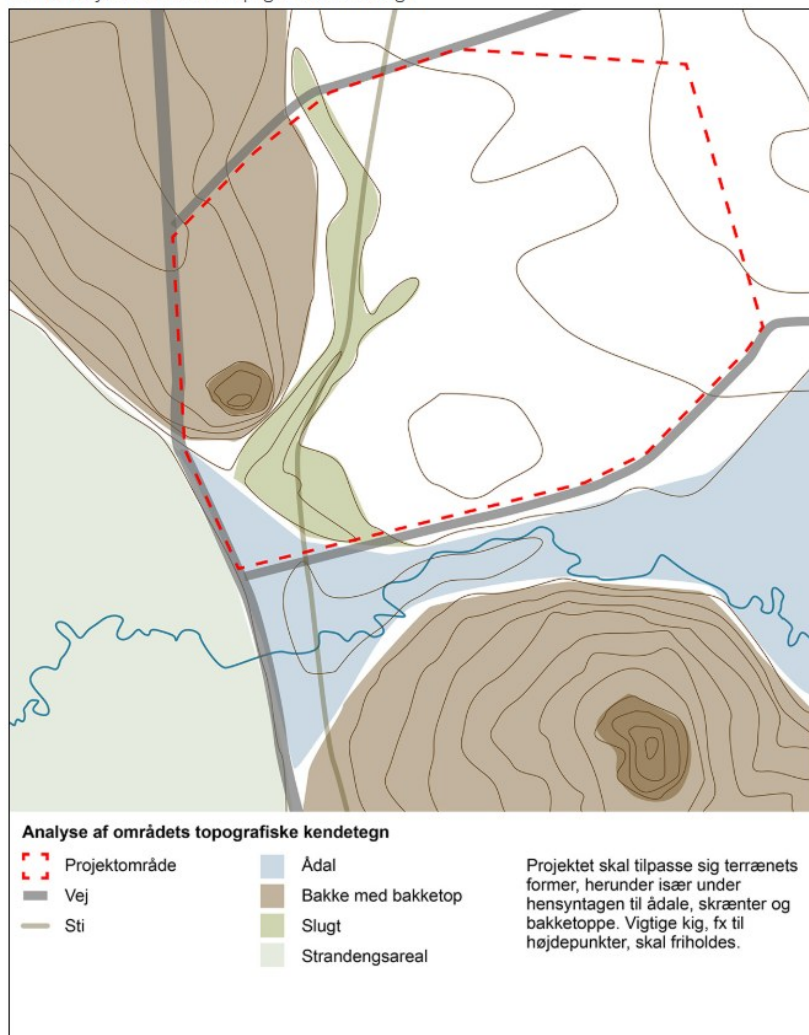 Analyse af områdets topografiske kendetegn
Projektområde
Vej
Sti
Ådal
Bakke med bakketop
Slugt
Strandengsareal
Projektet skal tilpasse sig terrænets
former, herunder især under
hensyntagen til ådale, skrænter og
bakketoppe. Vigtige kig, fx til
højdepunkter, skal friholdes.